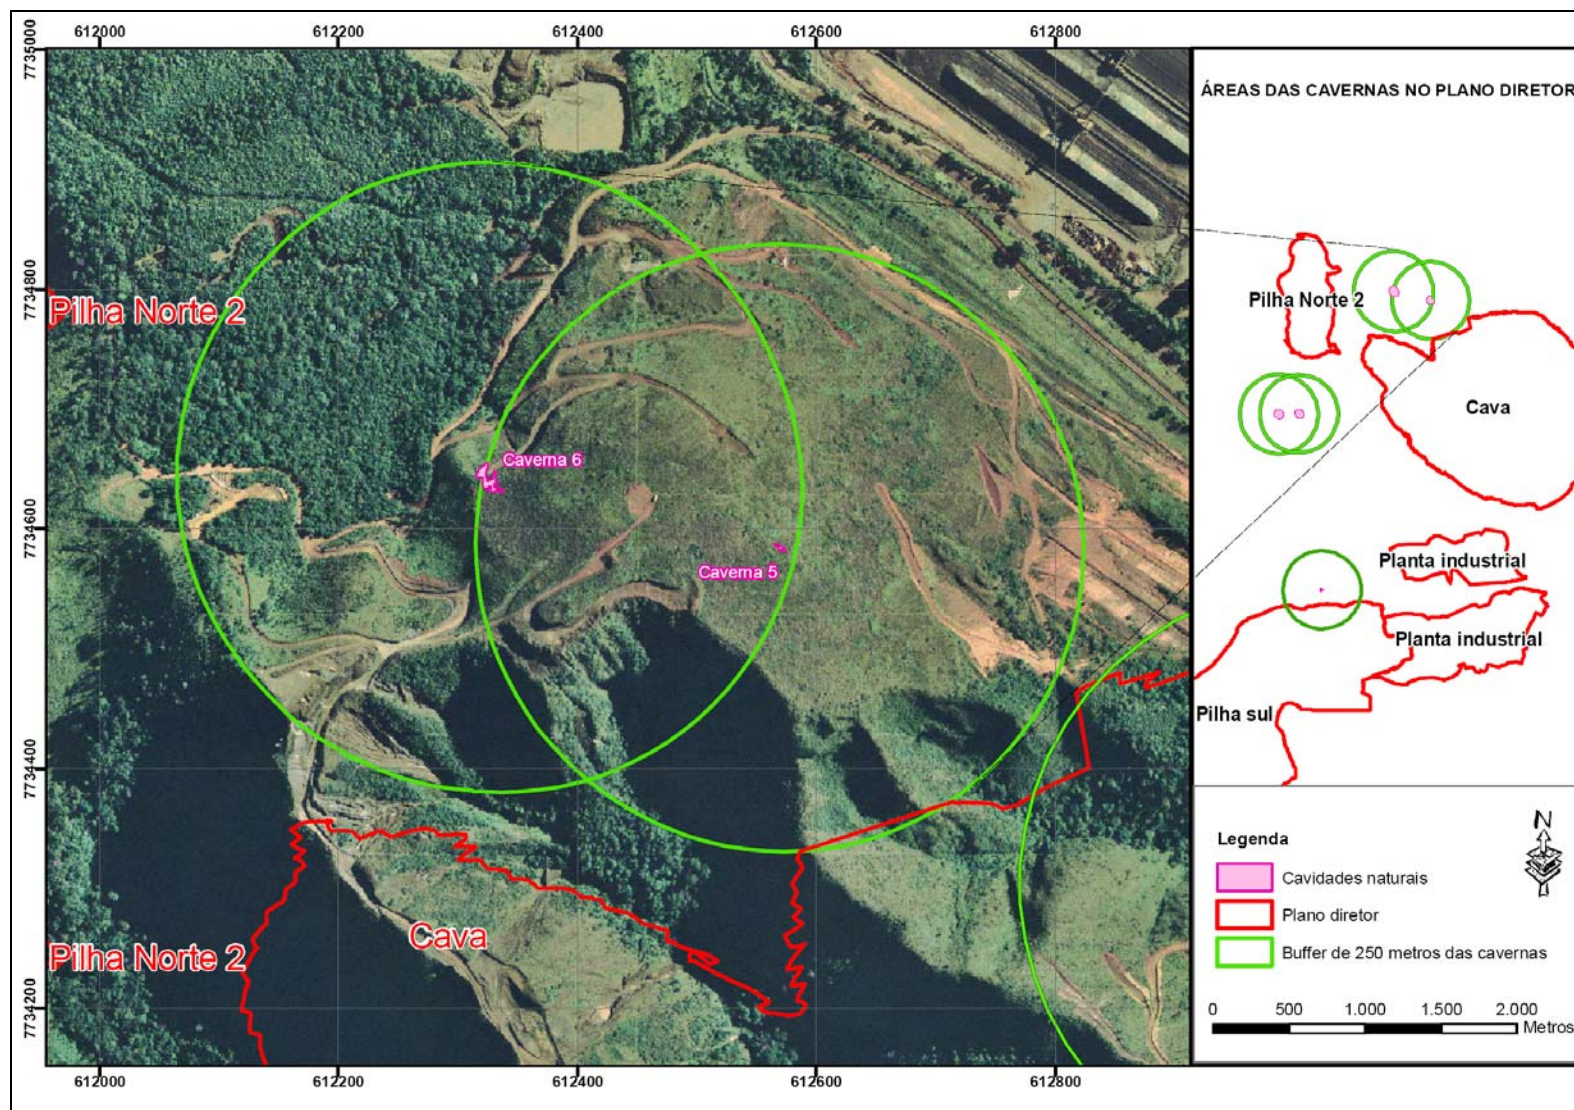 612000 612200 612400 612600 612800
7735000
7734800
7734600
7734400
7734200
Pilha Norte 2
Caverna 6
Caverna 5
Cava
Pilha Norte 2
612000 612200 612400 612600 612800
ÁREAS DAS CAVERNAS NO PLANO DIRETOR
Pilha Norte 2
Cava
Planta industrial
Planta industrial
Pilha sul
Legenda
N
Cavidades naturais
Plano diretor
Buffer de 250 metros das cavernas
0 500 1.000 1.500 2.000
Metros